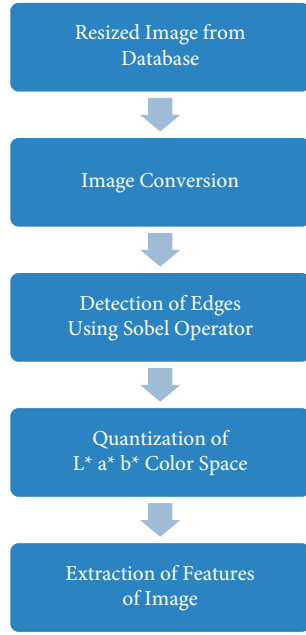 Resized Image from
Database
Image Conversion
Detection of Edges
Using Sobel Operator
Quantization of
L* a* b* Color Space
Extraction of Features
of Image